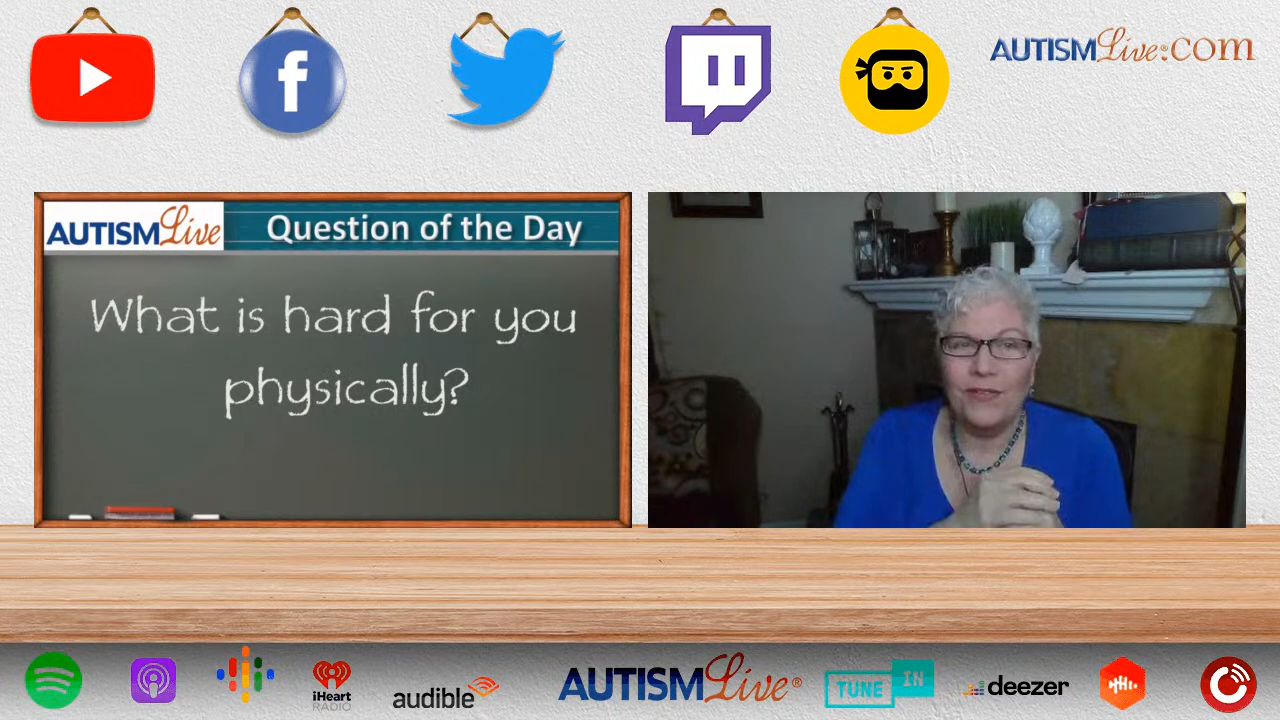 AUTISMLive.com
AUTISMLive
Question of the Day
What is hard for you
physically?
iHeart
RADIO
audible
AUTISMLive®
TUNE IN
deezer